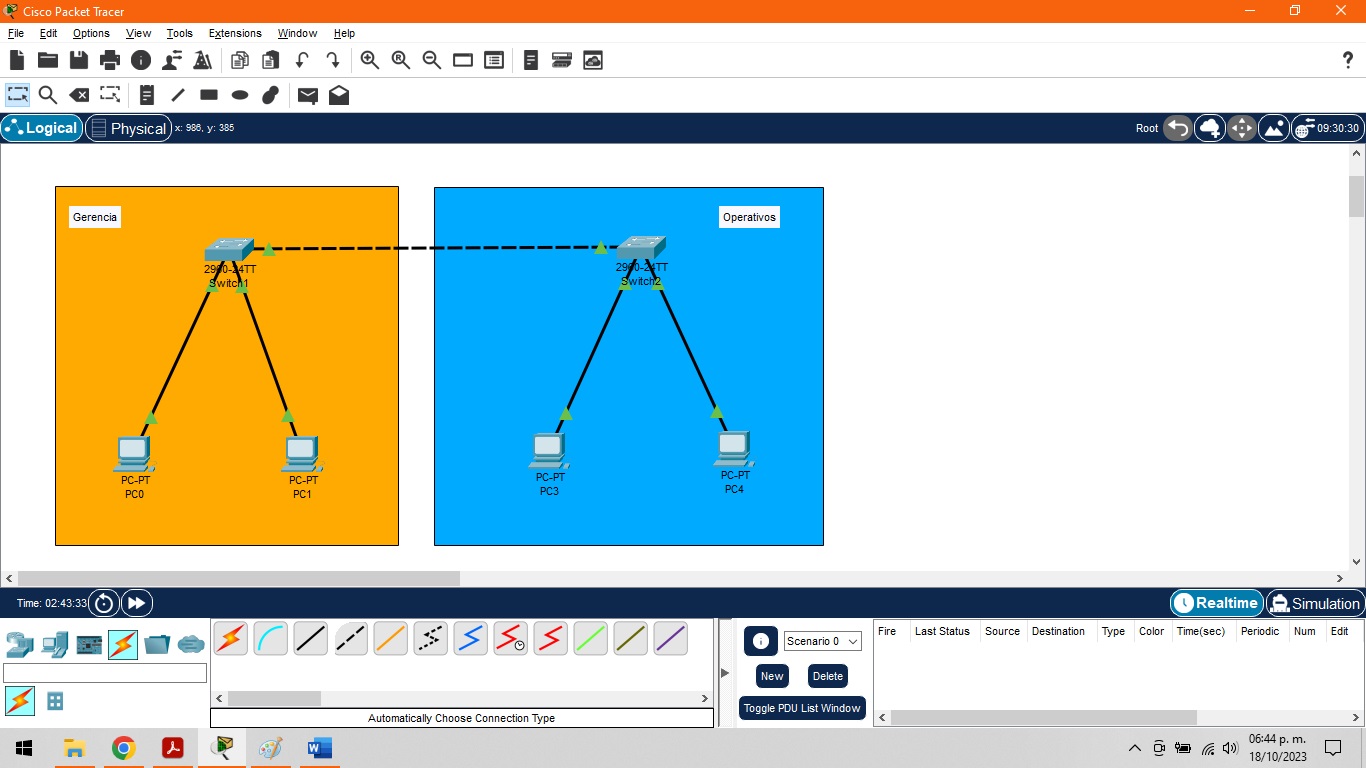 Cisco Packet Tracer
File Edit Options View Tools Extensions Window Help
R
?
Logical Physical x: 986, y: 385 Root 09:30:30
Gerencia
Operativos
2960-24TT
Switch1
2960-24TT
Switch2
PC-PT
PC0
PC-PT
PC1
PC-PT
PC3
PC-PT
PC4
Time: 02:43:33
Realtime Simulation
Scenario 0
New Delete
Toggle PDU List Window
Fire Last Status Source Destination Type Color Time(sec) Periodic Num Edit
Automatically Choose Connection Type
06:44 p. m.
18/10/2023